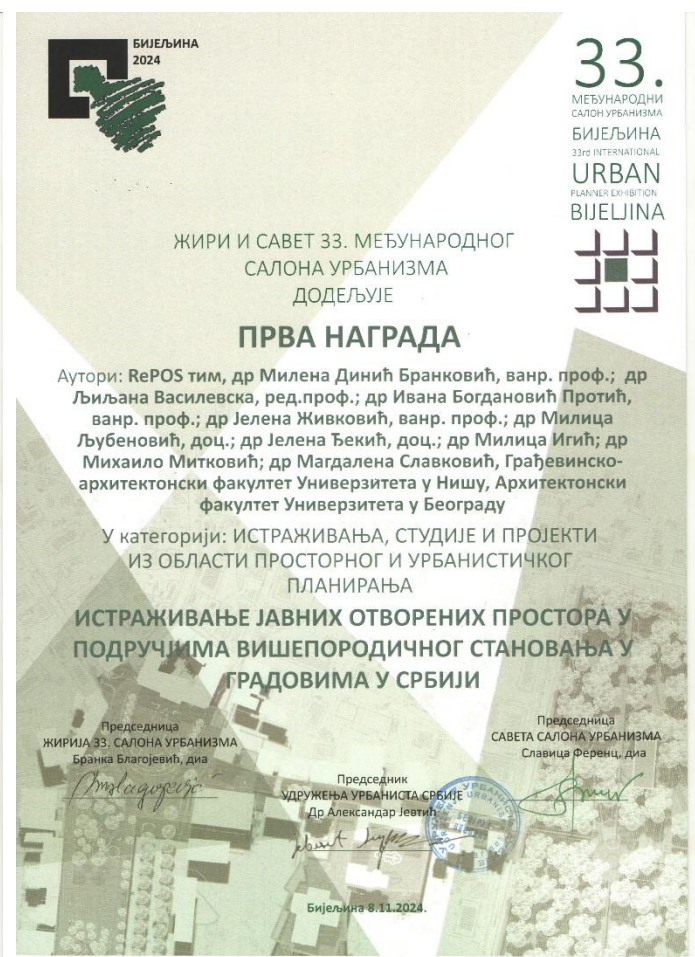 БИЈЕЉИНА
2024
33.
МЕЂУНАРОДНИ
САЛОН УРБАНИЗМА
БИЈЕЉИНА
33rd INTERNATIONAL
URBAN
PLANNER EXHIBITION
BIJELJINA
ЖИРИ И САВЕТ 33. МЕЂУНАРОДНОГ
САЛОНА УРБАНИЗМА
ДОДЕЉУЈЕ
ПРВА НАГРАДА
Аутори: RePOS тим, др Милена Динић Бранковић, ванр. проф.; др
Љиљана Василевска, ред.проф.; др Ивана Богдановић Протић,
ванр. проф.; др Јелена Живковић, ванр. проф.; др Милица
Љубеновић, доц.; др Јелена Ђекић, доц.; др Милица Игић; др
Михаило Митковић; др Магдалена Славковић, Грађевинско-
архитектонски факултет Универзитета у Нишу, Архитектонски
факултет Универзитета у Београду
У категорији: ИСТРАЖИВАЊА, СТУДИЈЕ И ПРОЈЕКТИ
ИЗ ОБЛАСТИ ПРОСТОРНОГ И УРБАНИСТИЧКОГ
ПЛАНИРАЊА
ИСТРАЖИВАЊЕ ЈАВНИХ ОТВОРЕНИХ ПРОСТОРА У
ПОДРУЧЈИМА ВИШЕПОРОДИЧНОГ СТАНОВАЊА У
ГРАДОВИМА У СРБИЈИ
Председница
ЖИРИЈА 33. САЛОНА УРБАНИЗМА
Бранка Благојевић, диа
Председница
САВЕТА САЛОНА УРБАНИЗМА
Славица Ференц, диа
Председник
УДРУЖЕЊА УРБАНИСТА СРБИЈЕ
Др Александар Јевтић
Бијељина 8.11.2024.